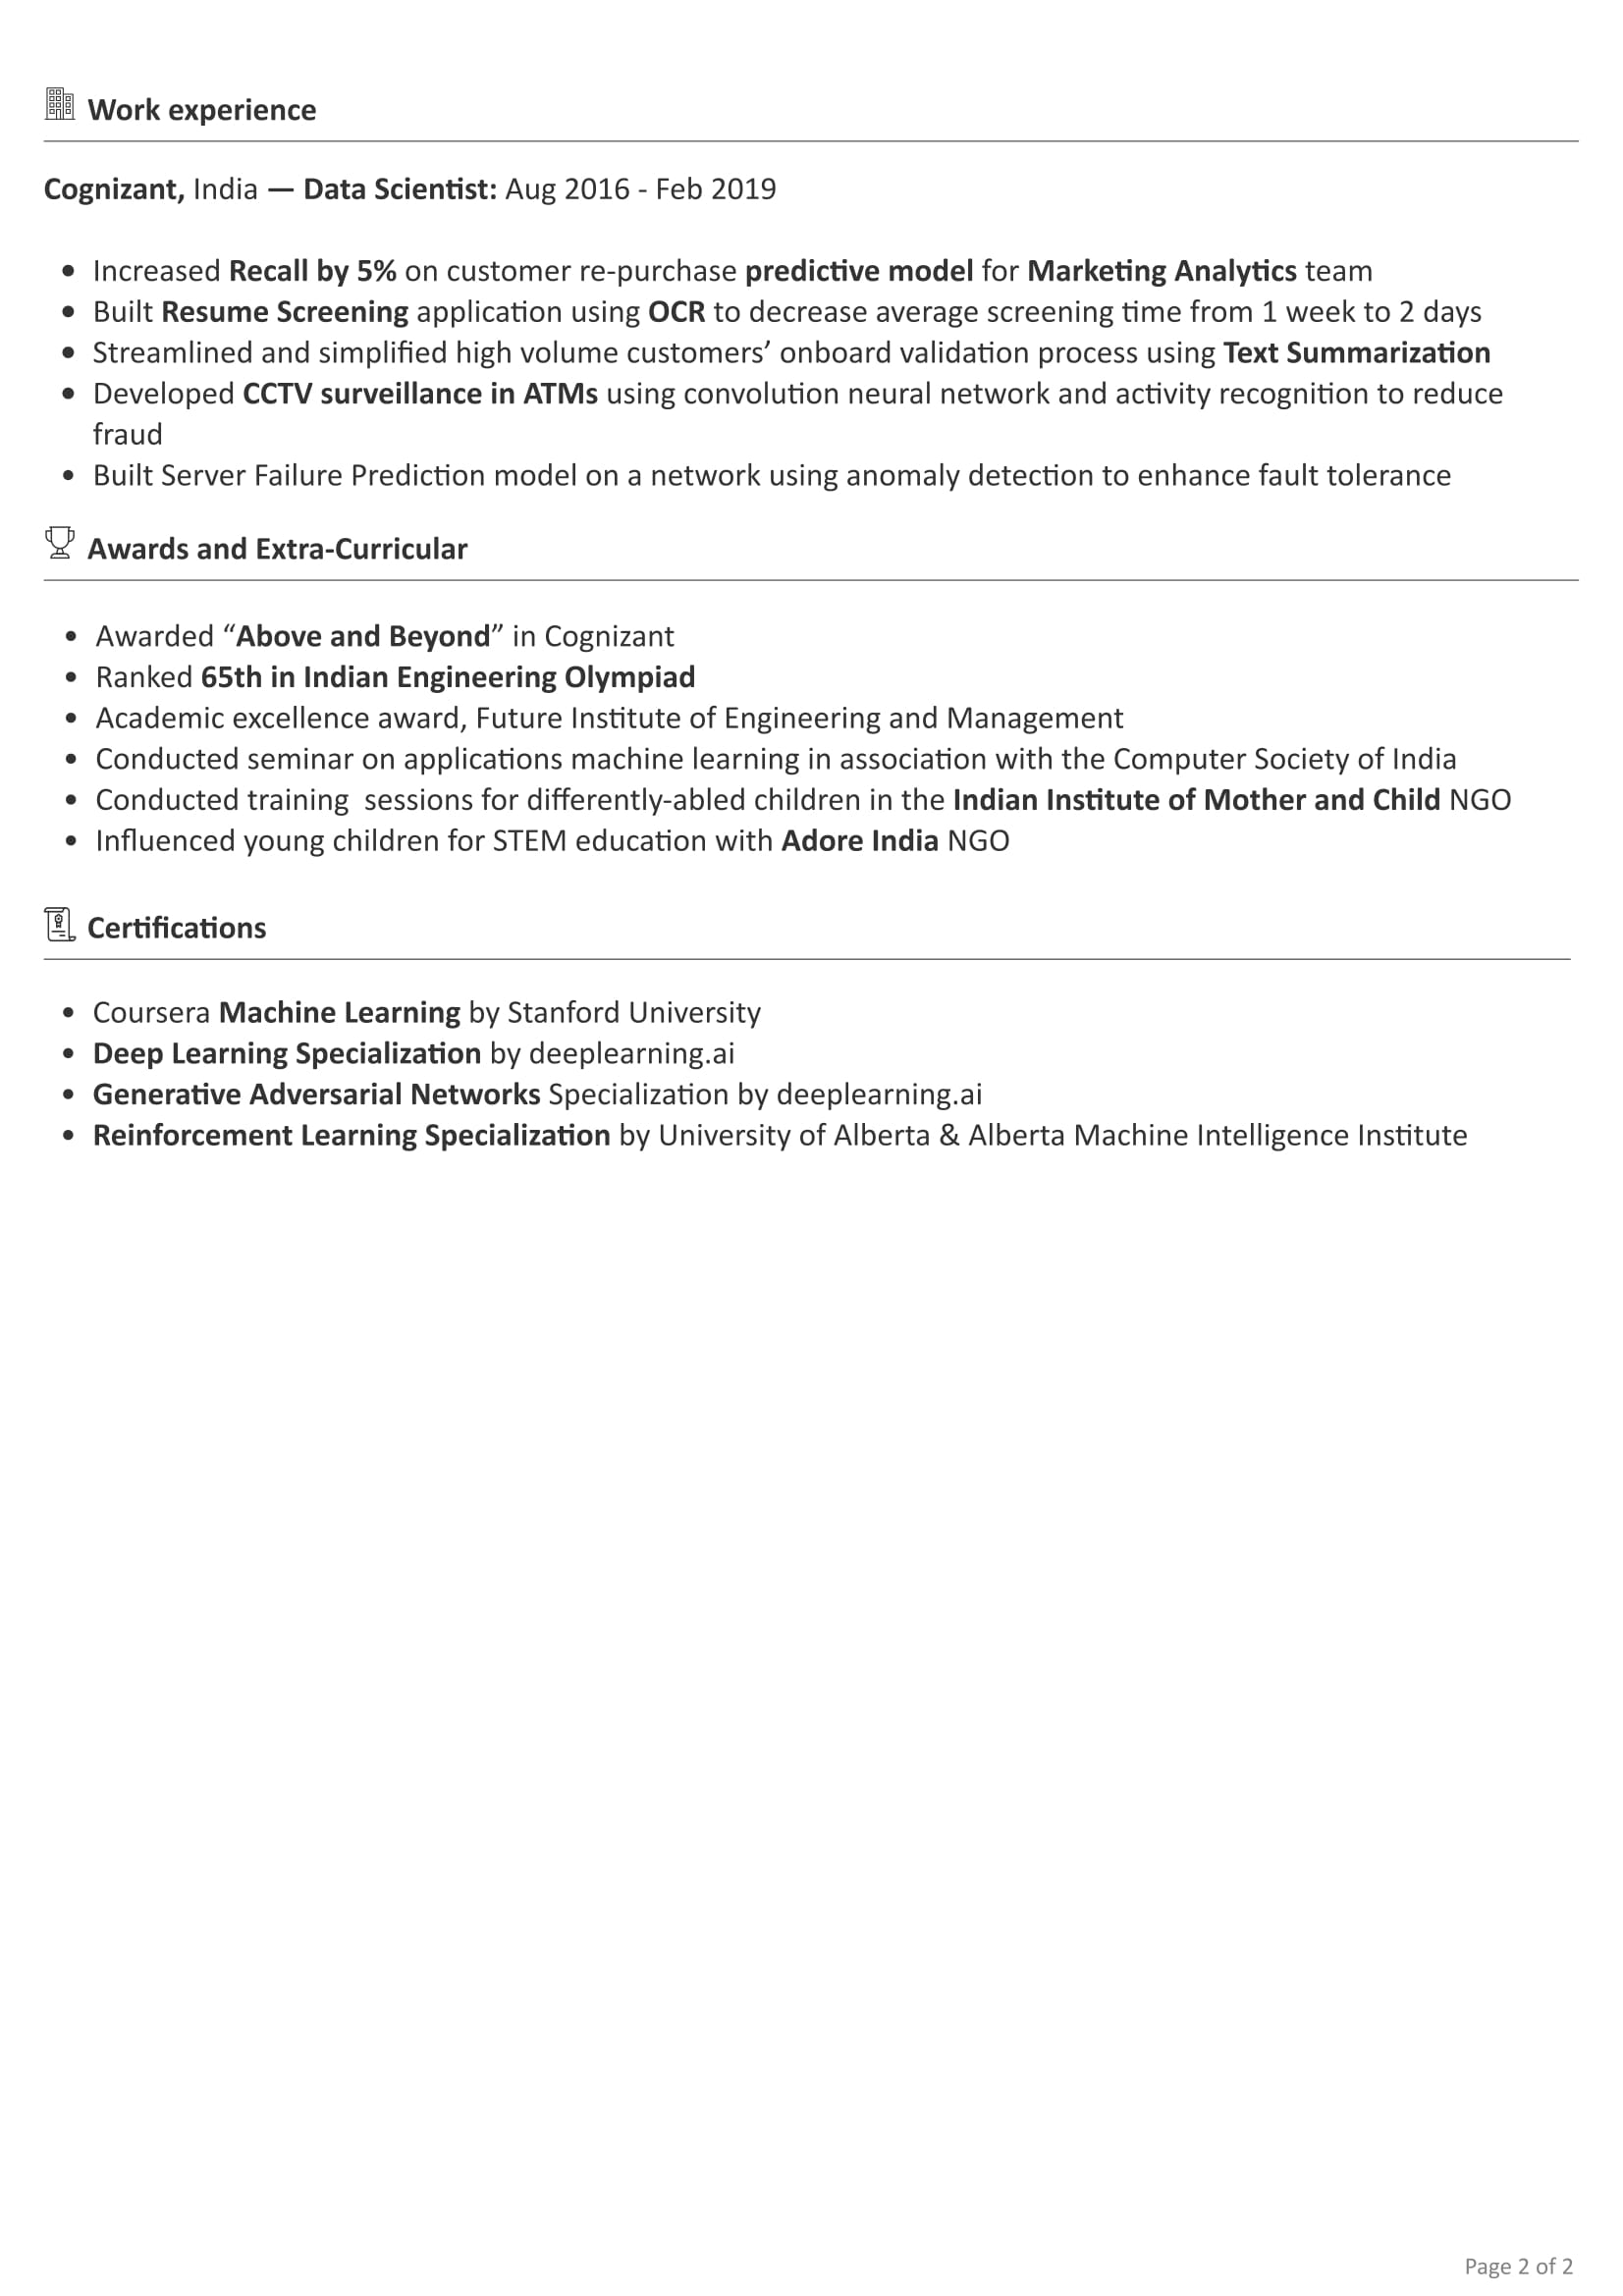 Work experience
Cognizant, India — Data Scientist: Aug 2016 - Feb 2019
• Increased Recall by 5% on customer re-purchase predictive model for Marketing Analytics team
• Built Resume Screening application using OCR to decrease average screening time from 1 week to 2 days
• Streamlined and simplified high volume customers’ onboard validation process using Text Summarization
• Developed CCTV surveillance in ATMs using convolution neural network and activity recognition to reduce
fraud
• Built Server Failure Prediction model on a network using anomaly detection to enhance fault tolerance
Awards and Extra-Curricular
• Awarded “Above and Beyond” in Cognizant
• Ranked 65th in Indian Engineering Olympiad
• Academic excellence award, Future Institute of Engineering and Management
• Conducted seminar on applications machine learning in association with the Computer Society of India
• Conducted training  sessions for differently-abled children in the Indian Institute of Mother and Child NGO
• Influenced young children for STEM education with Adore India NGO
Certifications
• Coursera Machine Learning by Stanford University
• Deep Learning Specialization by deeplearning.ai
• Generative Adversarial Networks Specialization by deeplearning.ai
• Reinforcement Learning Specialization by University of Alberta & Alberta Machine Intelligence Institute
Page 2 of 2